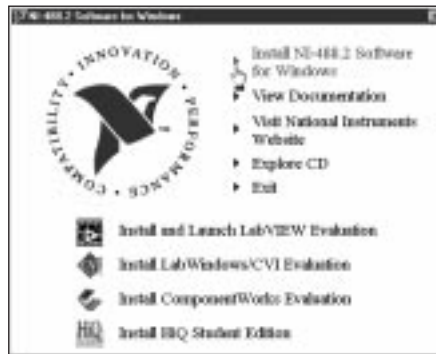 NI-488.2 Software for Windows
INNOVATION • PERFORMANCE • COMPATIBILITY •
Install NI-488.2 Software
for Windows
View Documentation
Visit National Instruments
Website
Explore CD
Exit
Install and Launch LabVIEW Evaluation
Install LabWindows/CVI Evaluation
Install ComponentWorks Evaluation
HiQ
Install HiQ Student Edition